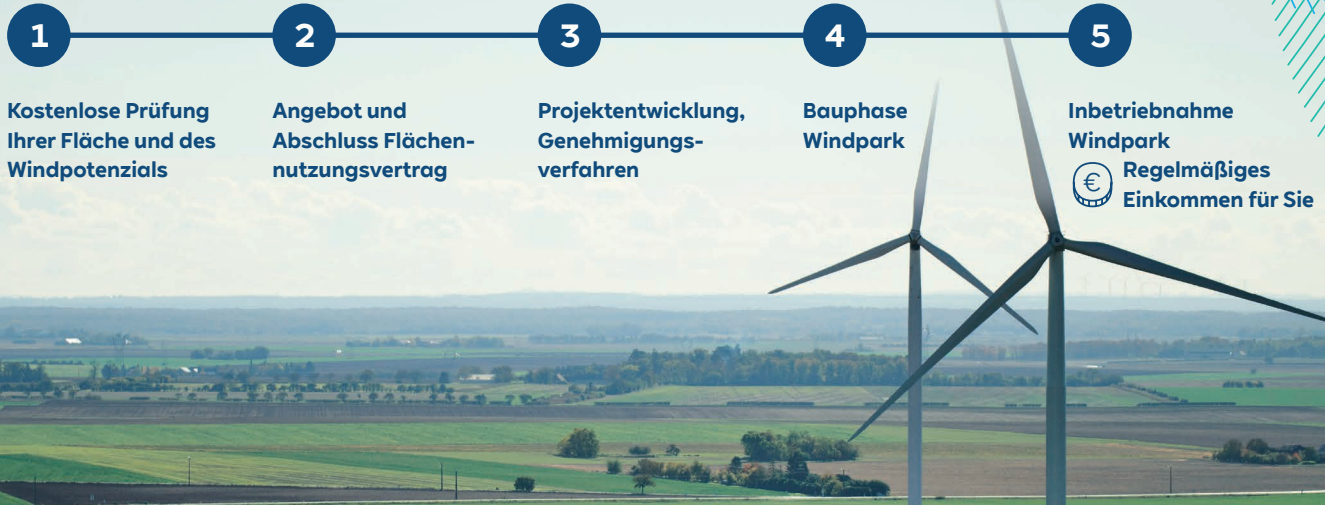 1
Kostenlose Prüfung
Ihrer Fläche und des
Windpotenzials
2
Angebot und
Abschluss Flächen-
nutzungsvertrag
3
Projektentwicklung,
Genehmigungs-
verfahren
4
Bauphase
Windpark
5
Inbetriebnahme
Windpark
€
Regelmäßiges
Einkommen für Sie